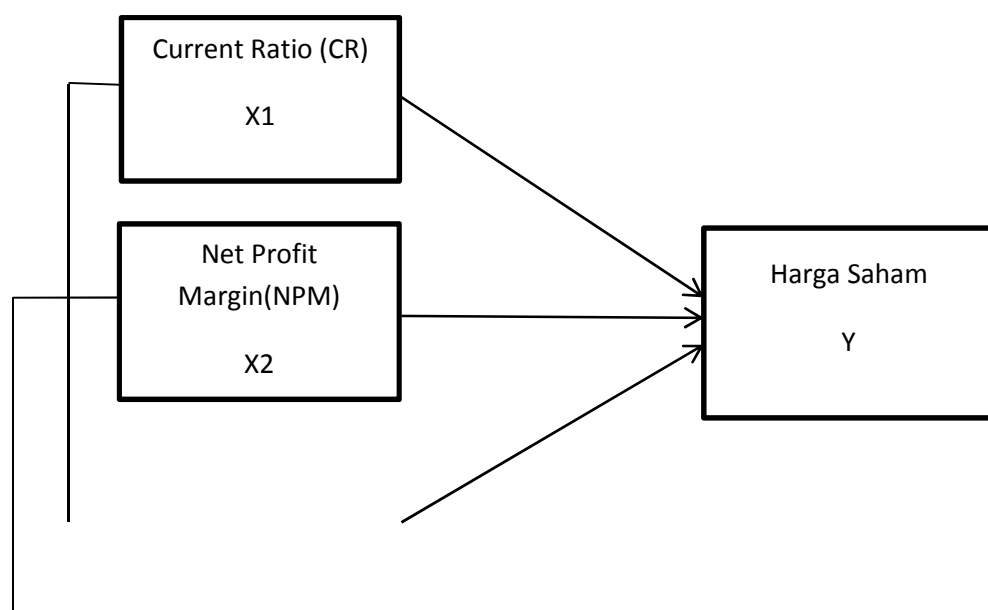 Current Ratio (CR)
X1
Net Profit
Margin(NPM)
X2
Harga Saham
Y